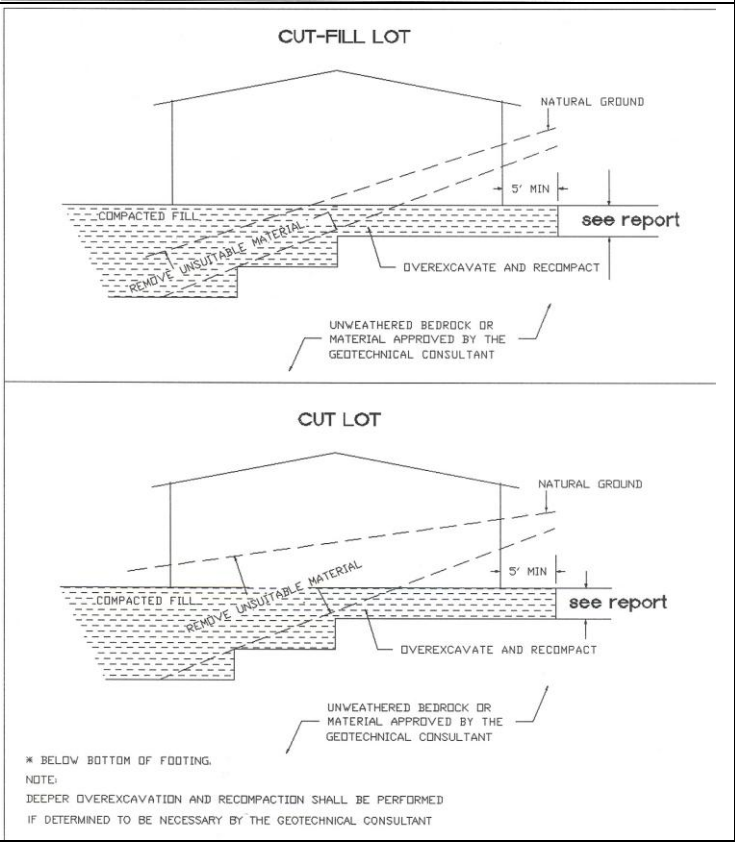 CUT-FILL LOT
NATURAL GROUND
5' MIN
COMPACTED FILL
see report
REMOVE UNSUITABLE MATERIAL
OVEREXCAVATE AND RECOMPACT
UNWEATHERED BEDROCK OR
MATERIAL APPROVED BY THE
GEOTECHNICAL CONSULTANT
CUT LOT
NATURAL GROUND
5' MIN
COMPACTED FILL
see report
REMOVE UNSUITABLE MATERIAL
OVEREXCAVATE AND RECOMPACT
UNWEATHERED BEDROCK OR
MATERIAL APPROVED BY THE
GEOTECHNICAL CONSULTANT
* BELOW BOTTOM OF FOOTING.
NOTE:
DEEPER OVEREXCAVATION AND RECOMPACTION SHALL BE PERFORMED
IF DETERMINED TO BE NECESSARY BY THE GEOTECHNICAL CONSULTANT